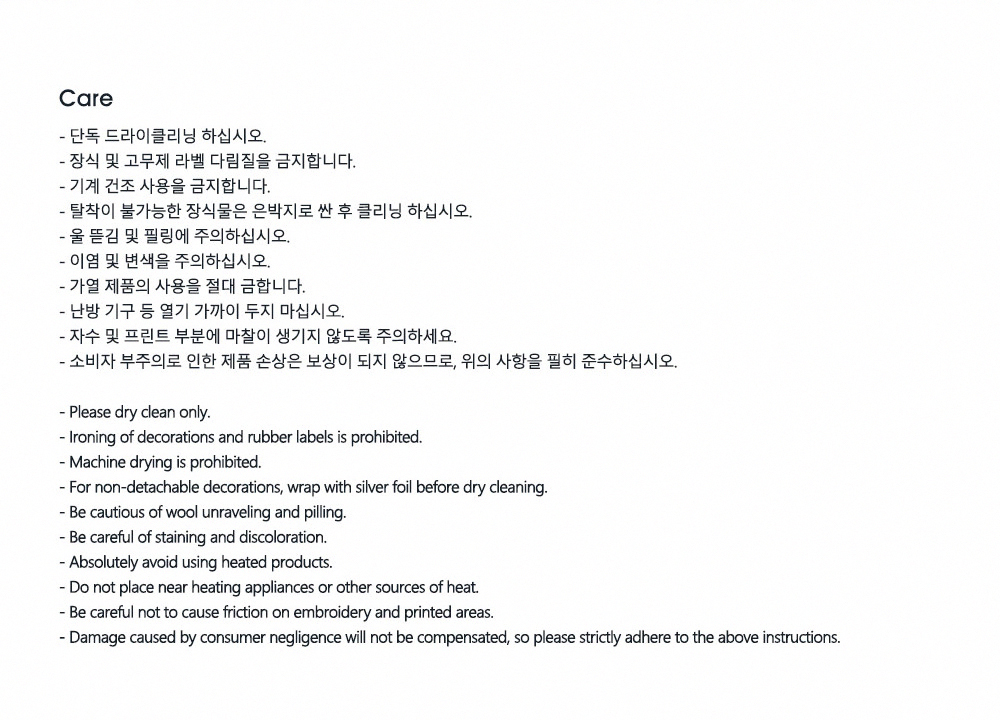 Care
- 단독 드라이클리닝 하십시오.
- 장식 및 고무제 라벨 다림질을 금지합니다.
- 기계 건조 사용을 금지합니다.
- 탈착이 불가능한 장식물은 은박지로 싼 후 클리닝 하십시오.
- 울 뜯김 및 필링에 주의하십시오.
- 이염 및 변색을 주의하십시오.
- 가열 제품의 사용을 절대 금합니다.
- 난방 기구 등 열기 가까이 두지 마십시오.
- 자수 및 프린트 부분에 마찰이 생기지 않도록 주의하세요.
- 소비자 부주의로 인한 제품 손상은 보상이 되지 않으므로, 위의 사항을 필히 준수하십시오.
- Please dry clean only.
- Ironing of decorations and rubber labels is prohibited.
- Machine drying is prohibited.
- For non-detachable decorations, wrap with silver foil before dry cleaning.
- Be cautious of wool unraveling and pilling.
- Be careful of staining and discoloration.
- Absolutely avoid using heated products.
- Do not place near heating appliances or other sources of heat.
- Be careful not to cause friction on embroidery and printed areas.
- Damage caused by consumer negligence will not be compensated, so please strictly adhere to the above instructions.